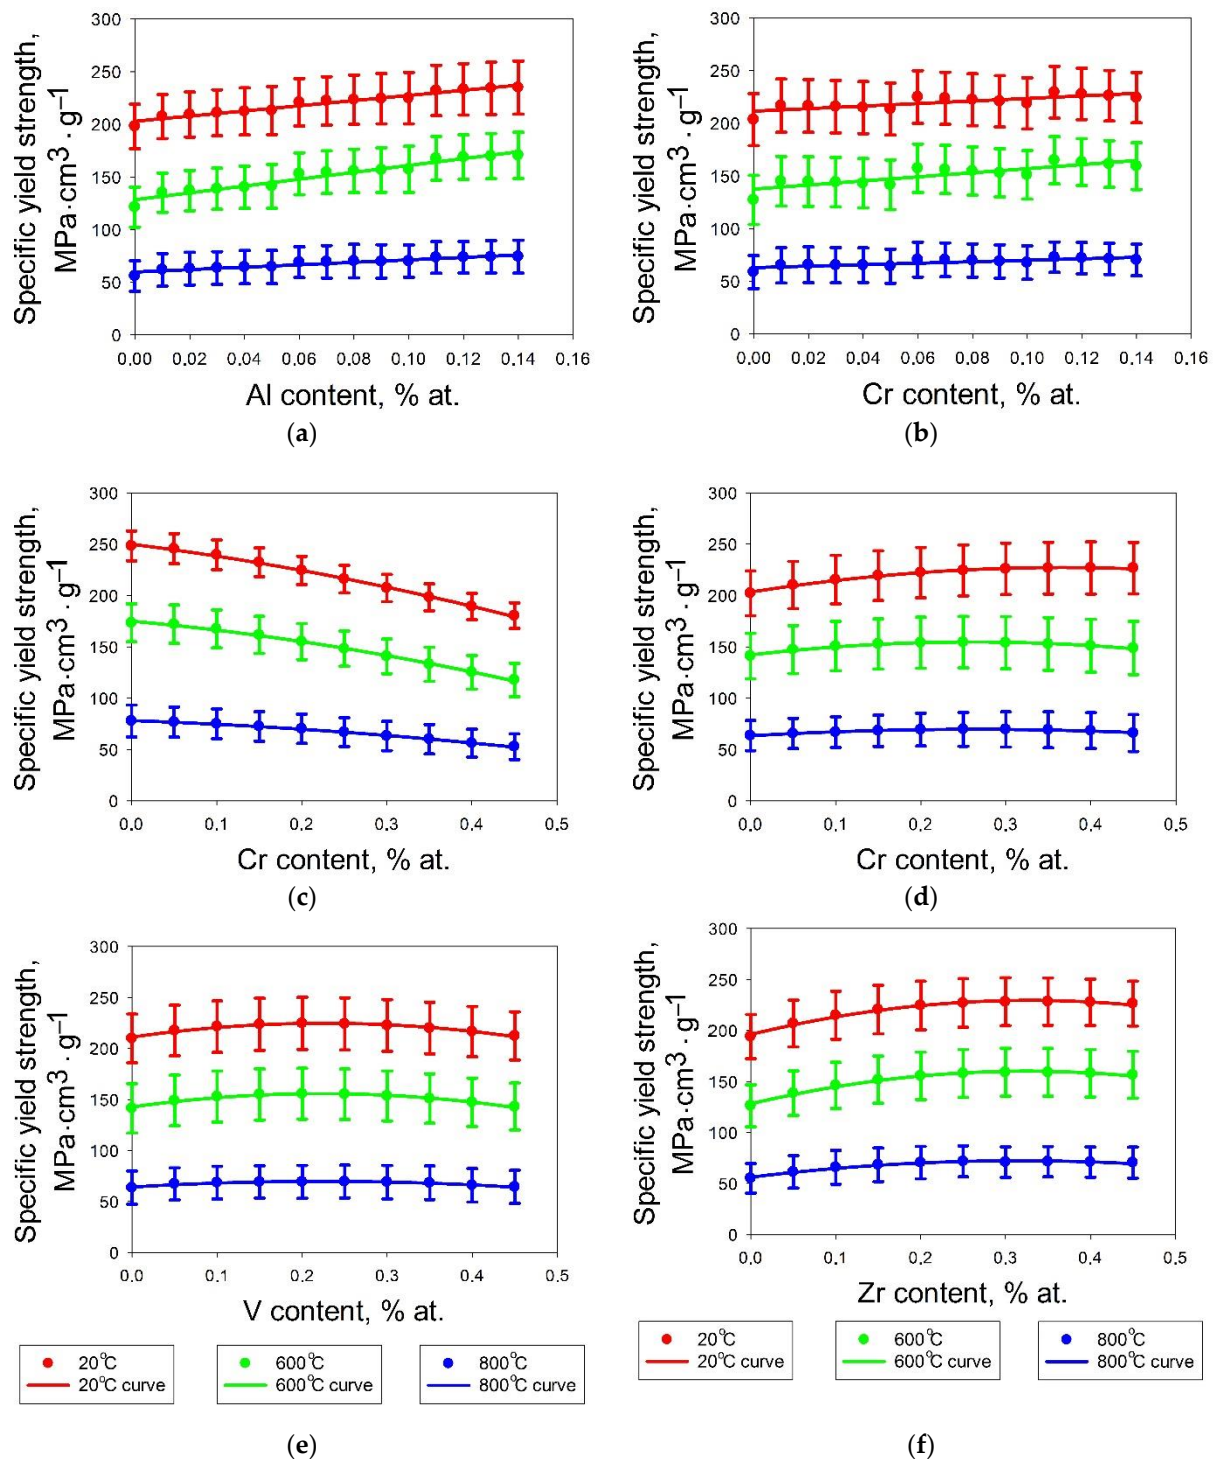 Specific yield strength,
MPa·cm³ · g⁻¹
300
250
200
150
100
50
0
0.00 0.02 0.04 0.06 0.08 0.10 0.12 0.14 0.16
Al content, % at.
(a)
Specific yield strength,
MPa·cm³ · g⁻¹
300
250
200
150
100
50
0
0.00 0.02 0.04 0.06 0.08 0.10 0.12 0.14 0.16
Cr content, % at.
(b)
Specific yield strength,
MPa·cm³ · g⁻¹
300
250
200
150
100
50
0
0.0 0.1 0.2 0.3 0.4 0.5
Cr content, % at.
(c)
Specific yield strength,
MPa·cm³ · g⁻¹
300
250
200
150
100
50
0
0.0 0.1 0.2 0.3 0.4 0.5
Cr content, % at.
(d)
Specific yield strength,
MPa·cm³ · g⁻¹
300
250
200
150
100
50
0
0.0 0.1 0.2 0.3 0.4 0.5
V content, % at.
20°C
20°C curve
600°C
600°C curve
800°C
800°C curve
(e)
Specific yield strength,
MPa·cm³ · g⁻¹
300
250
200
150
100
50
0
0.0 0.1 0.2 0.3 0.4 0.5
Zr content, % at.
20°C
20°C curve
600°C
600°C curve
800°C
800°C curve
(f)